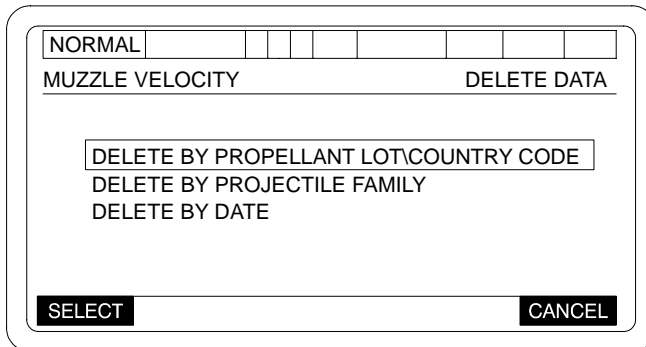 NORMAL
MUZZLE VELOCITY DELETE DATA
DELETE BY PROPELLANT LOT\COUNTRY CODE
DELETE BY PROJECTILE FAMILY
DELETE BY DATE
SELECT CANCEL